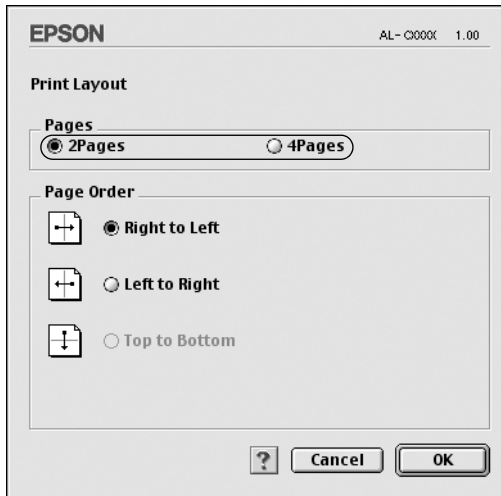 EPSON AL-CXXXX 1.00
Print Layout
Pages
2Pages 4Pages
Page Order
Right to Left
Left to Right
Top to Bottom
? Cancel OK